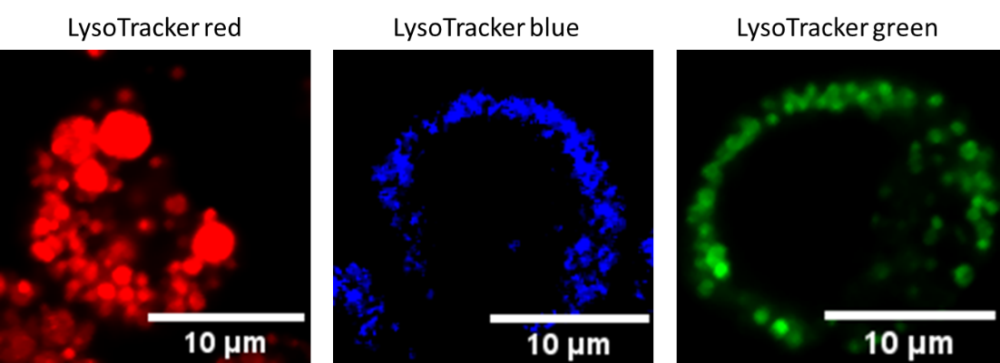 LysoTracker red
LysoTracker blue
LysoTracker green
10 µm
10 µm
10 µm